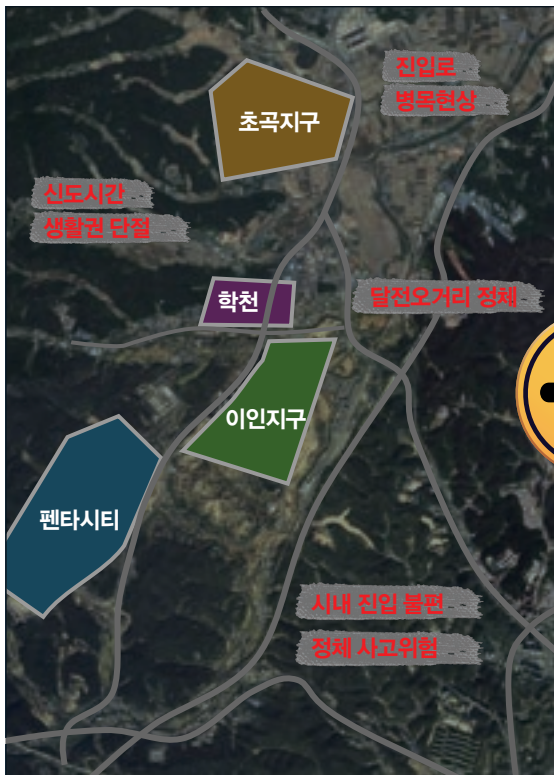 진입로
병목현상
초곡지구
신도시간
생활권 단절
학천
달전오거리 정체
이인지구
펜타시티
시내 진입 불편
정체 사고위험